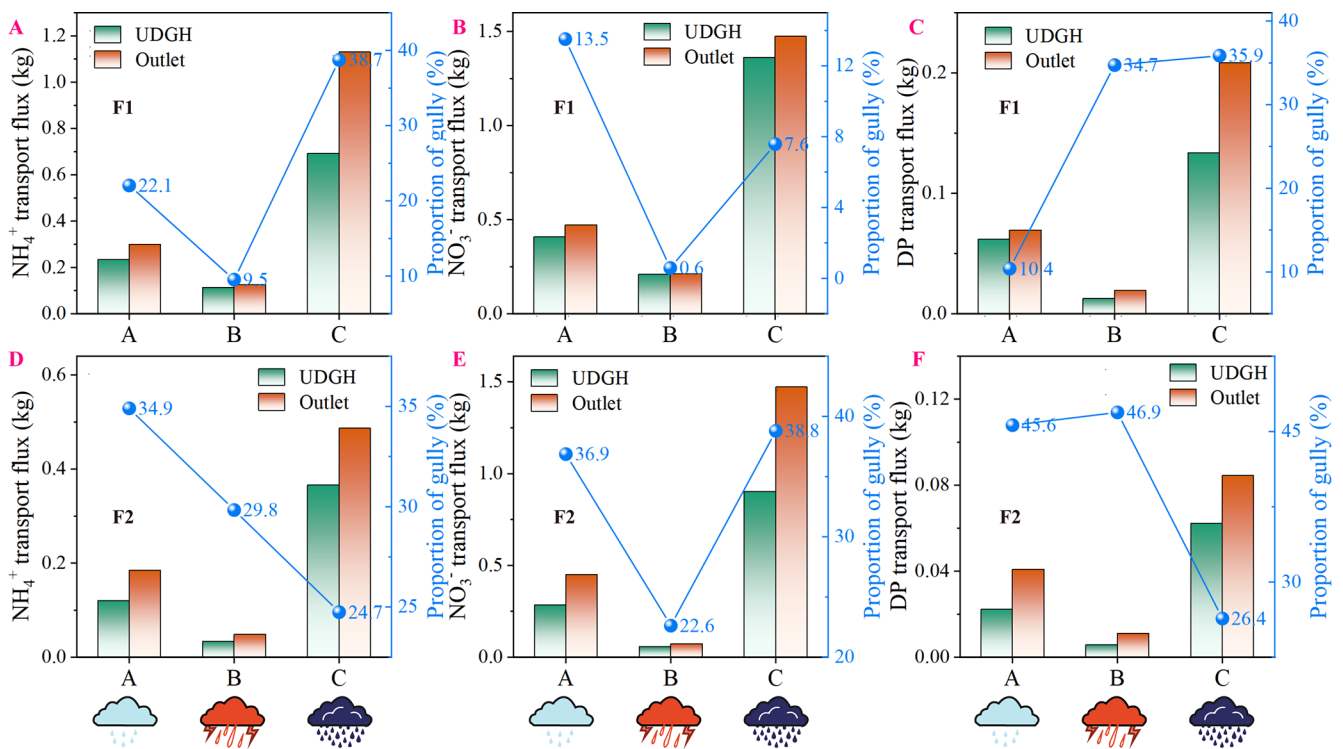 A
NH₄⁺ transport flux (kg)
1.2
1.0
0.8
0.6
0.4
0.2
0.0
UDGH
Outlet
F1
22.1
9.5
38.7
A
B
C
40
30
20
10
Proportion of gully (%)
B
NO₃⁻ transport flux (kg)
1.5
1.0
0.5
0.0
UDGH
Outlet
F1
13.5
0.6
7.6
A
B
C
12
8
4
0
Proportion of gully (%)
C
DP transport flux (kg)
0.2
0.1
0.0
UDGH
Outlet
F1
10.4
34.7
35.9
A
B
C
40
30
20
10
Proportion of gully (%)
D
NH₄⁺ transport flux (kg)
0.6
0.4
0.2
0.0
UDGH
Outlet
F2
34.9
29.8
24.7
A
B
C
35
30
25
Proportion of gully (%)
E
NO₃⁻ transport flux (kg)
1.5
1.0
0.5
0.0
UDGH
Outlet
F2
36.9
22.6
38.8
A
B
C
40
30
20
Proportion of gully (%)
F
DP transport flux (kg)
0.12
0.08
0.04
0.00
UDGH
Outlet
F2
45.6
46.9
26.4
A
B
C
45
30
Proportion of gully (%)